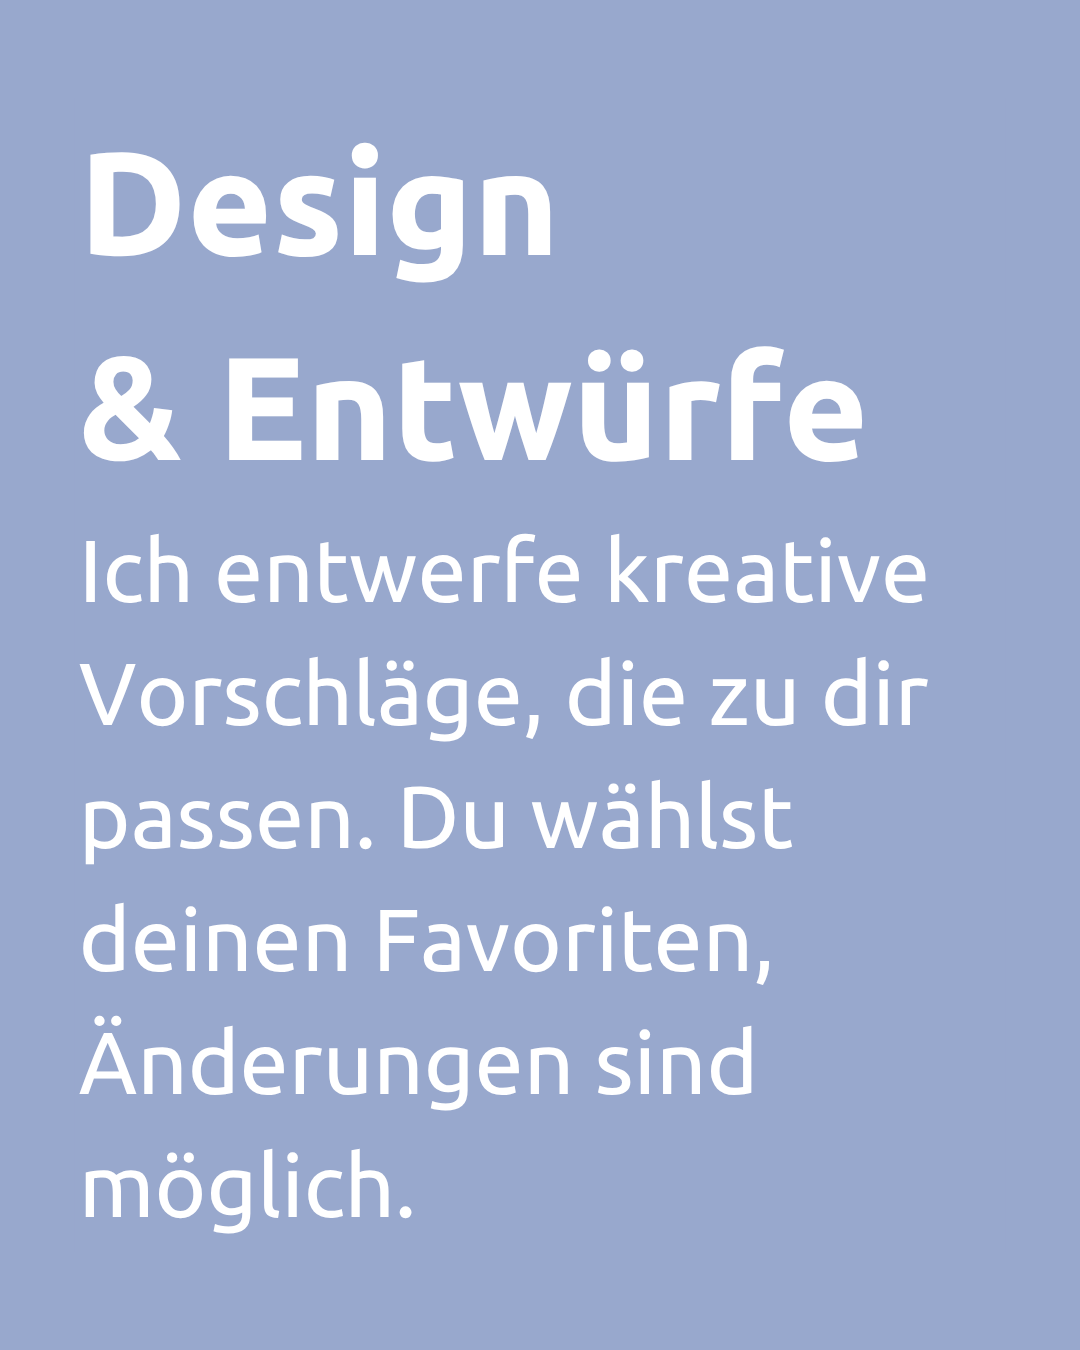 Design
& Entwürfe
Ich entwerfe kreative
Vorschläge, die zu dir
passen. Du wählst
deinen Favoriten,
Änderungen sind
möglich.